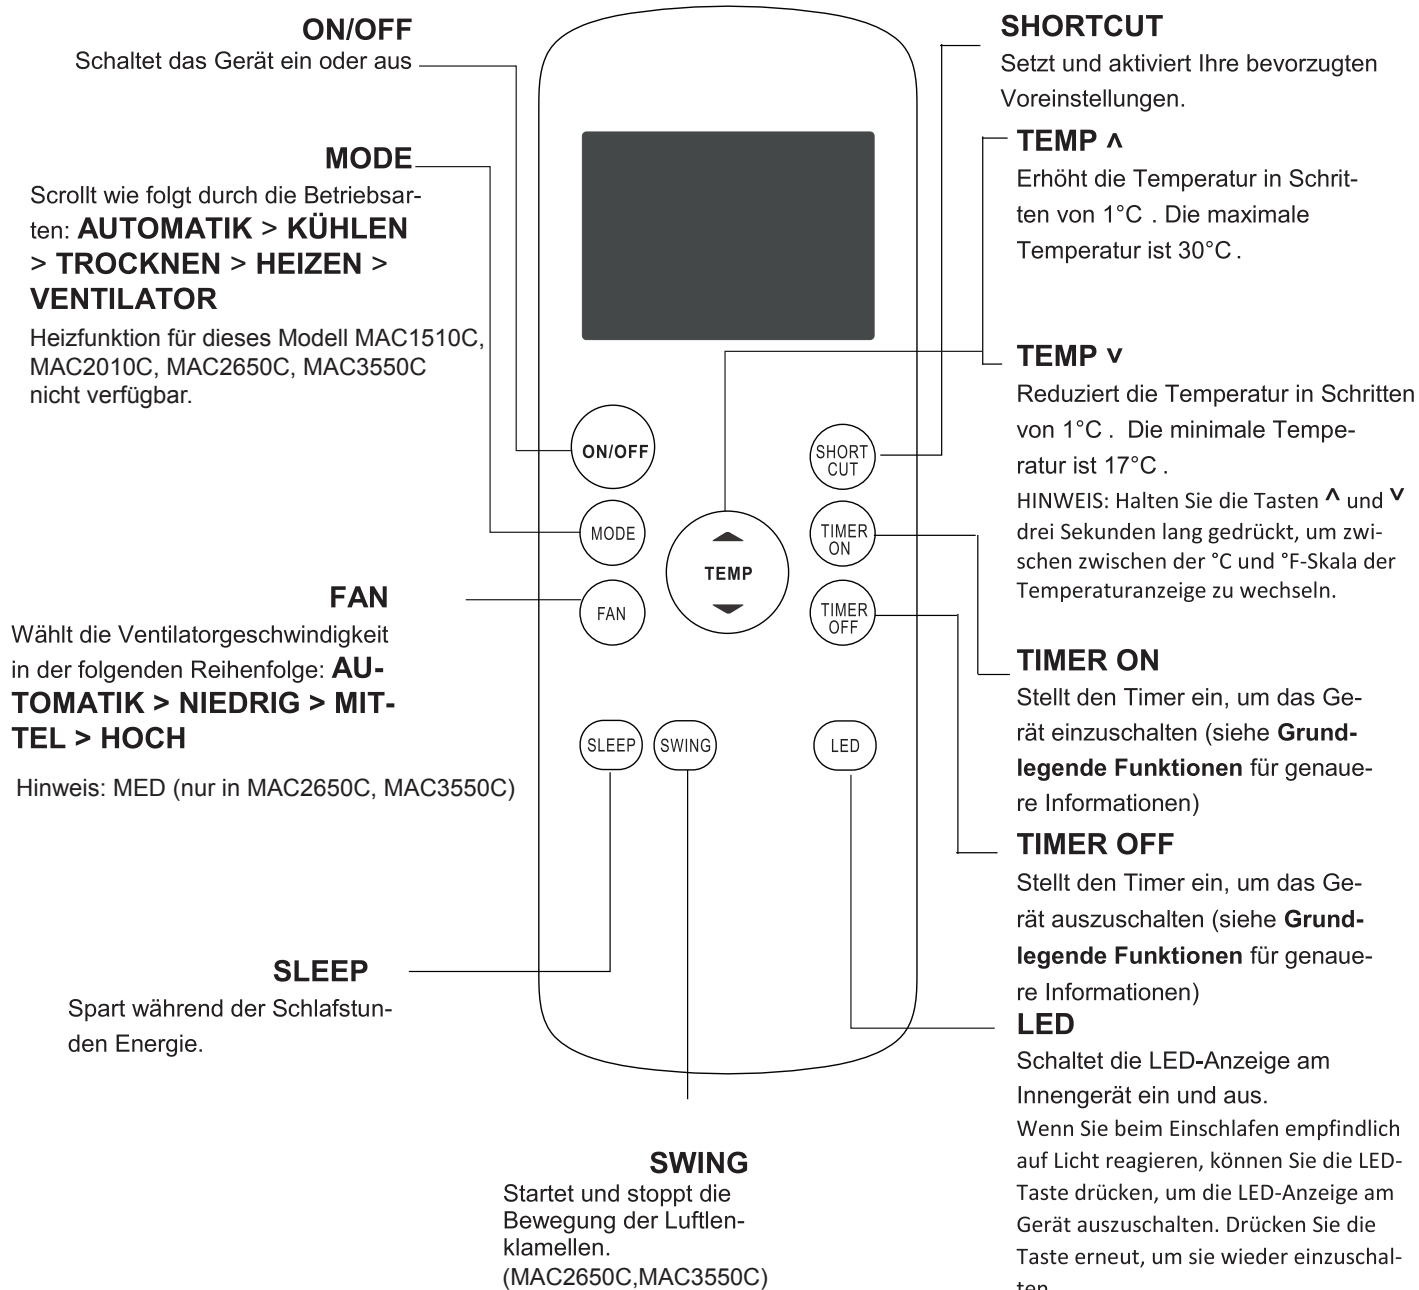 ON/OFF
Schaltet das Gerät ein oder aus
MODE
Scrollt wie folgt durch die Betriebsar-
ten: AUTOMATIK > KÜHLEN
> TROCKNEN > HEIZEN >
VENTILATOR
Heizfunktion für dieses Modell MAC1510C,
MAC2010C, MAC2650C, MAC3550C
nicht verfügbar.
FAN
Wählt die Ventilatorgeschwindigkeit
in der folgenden Reihenfolge: AU-
TOMATIK > NIEDRIG > MIT-
TEL > HOCH
Hinweis: MED (nur in MAC2650C, MAC3550C)
SLEEP
Spart während der Schlafstun-
den Energie.
ON/OFF
MODE
FAN
TEMP
SHORT
CUT
TIMER
ON
TIMER
OFF
SLEEP
SWING
LED
SWING
Startet und stoppt die
Bewegung der Luftlen-
klamellen.
(MAC2650C,MAC3550C)
SHORTCUT
Setzt und aktiviert Ihre bevorzugten
Voreinstellungen.
TEMP ˄
Erhöht die Temperatur in Schrit-
ten von 1°C . Die maximale
Temperatur ist 30°C .
TEMP ˅
Reduziert die Temperatur in Schritten
von 1°C . Die minimale Tempe-
ratur ist 17°C .
HINWEIS: Halten Sie die Tasten ˄ und ˅
drei Sekunden lang gedrückt, um zwi-
schen zwischen der °C und °F-Skala der
Temperaturanzeige zu wechseln.
TIMER ON
Stellt den Timer ein, um das Ge-
rät einzuschalten (siehe Grund-
legende Funktionen für genaue-
re Informationen)
TIMER OFF
Stellt den Timer ein, um das Ge-
rät auszuschalten (siehe Grund-
legende Funktionen für genaue-
re Informationen)
LED
Schaltet die LED-Anzeige am
Innengerät ein und aus.
Wenn Sie beim Einschlafen empfindlich
auf Licht reagieren, können Sie die LED-
Taste drücken, um die LED-Anzeige am
Gerät auszuschalten. Drücken Sie die
Taste erneut, um sie wieder einzuschal-
ten